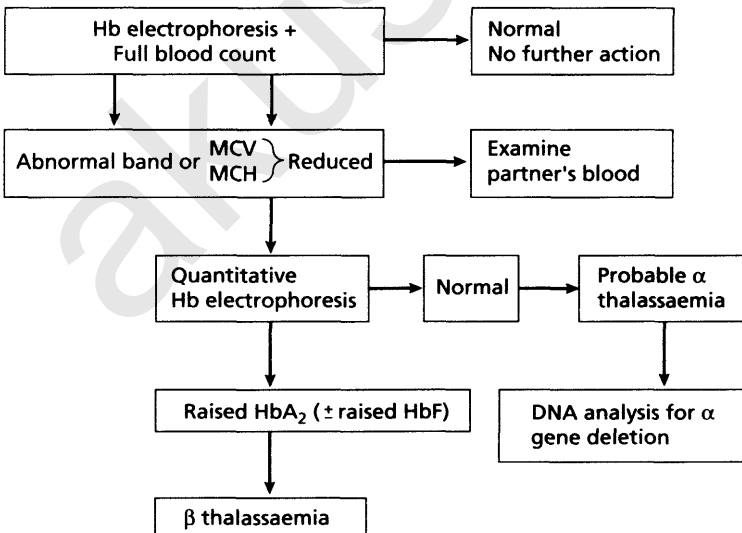 Hb electrophoresis +
Full blood count
Normal
No further action
Abnormal band or MCV MCH } Reduced
Examine
partner's blood
Quantitative
Hb electrophoresis
Normal
Probable α
thalassaemia
Raised HbA₂ (± raised HbF)
DNA analysis for α
gene deletion
β thalassaemia